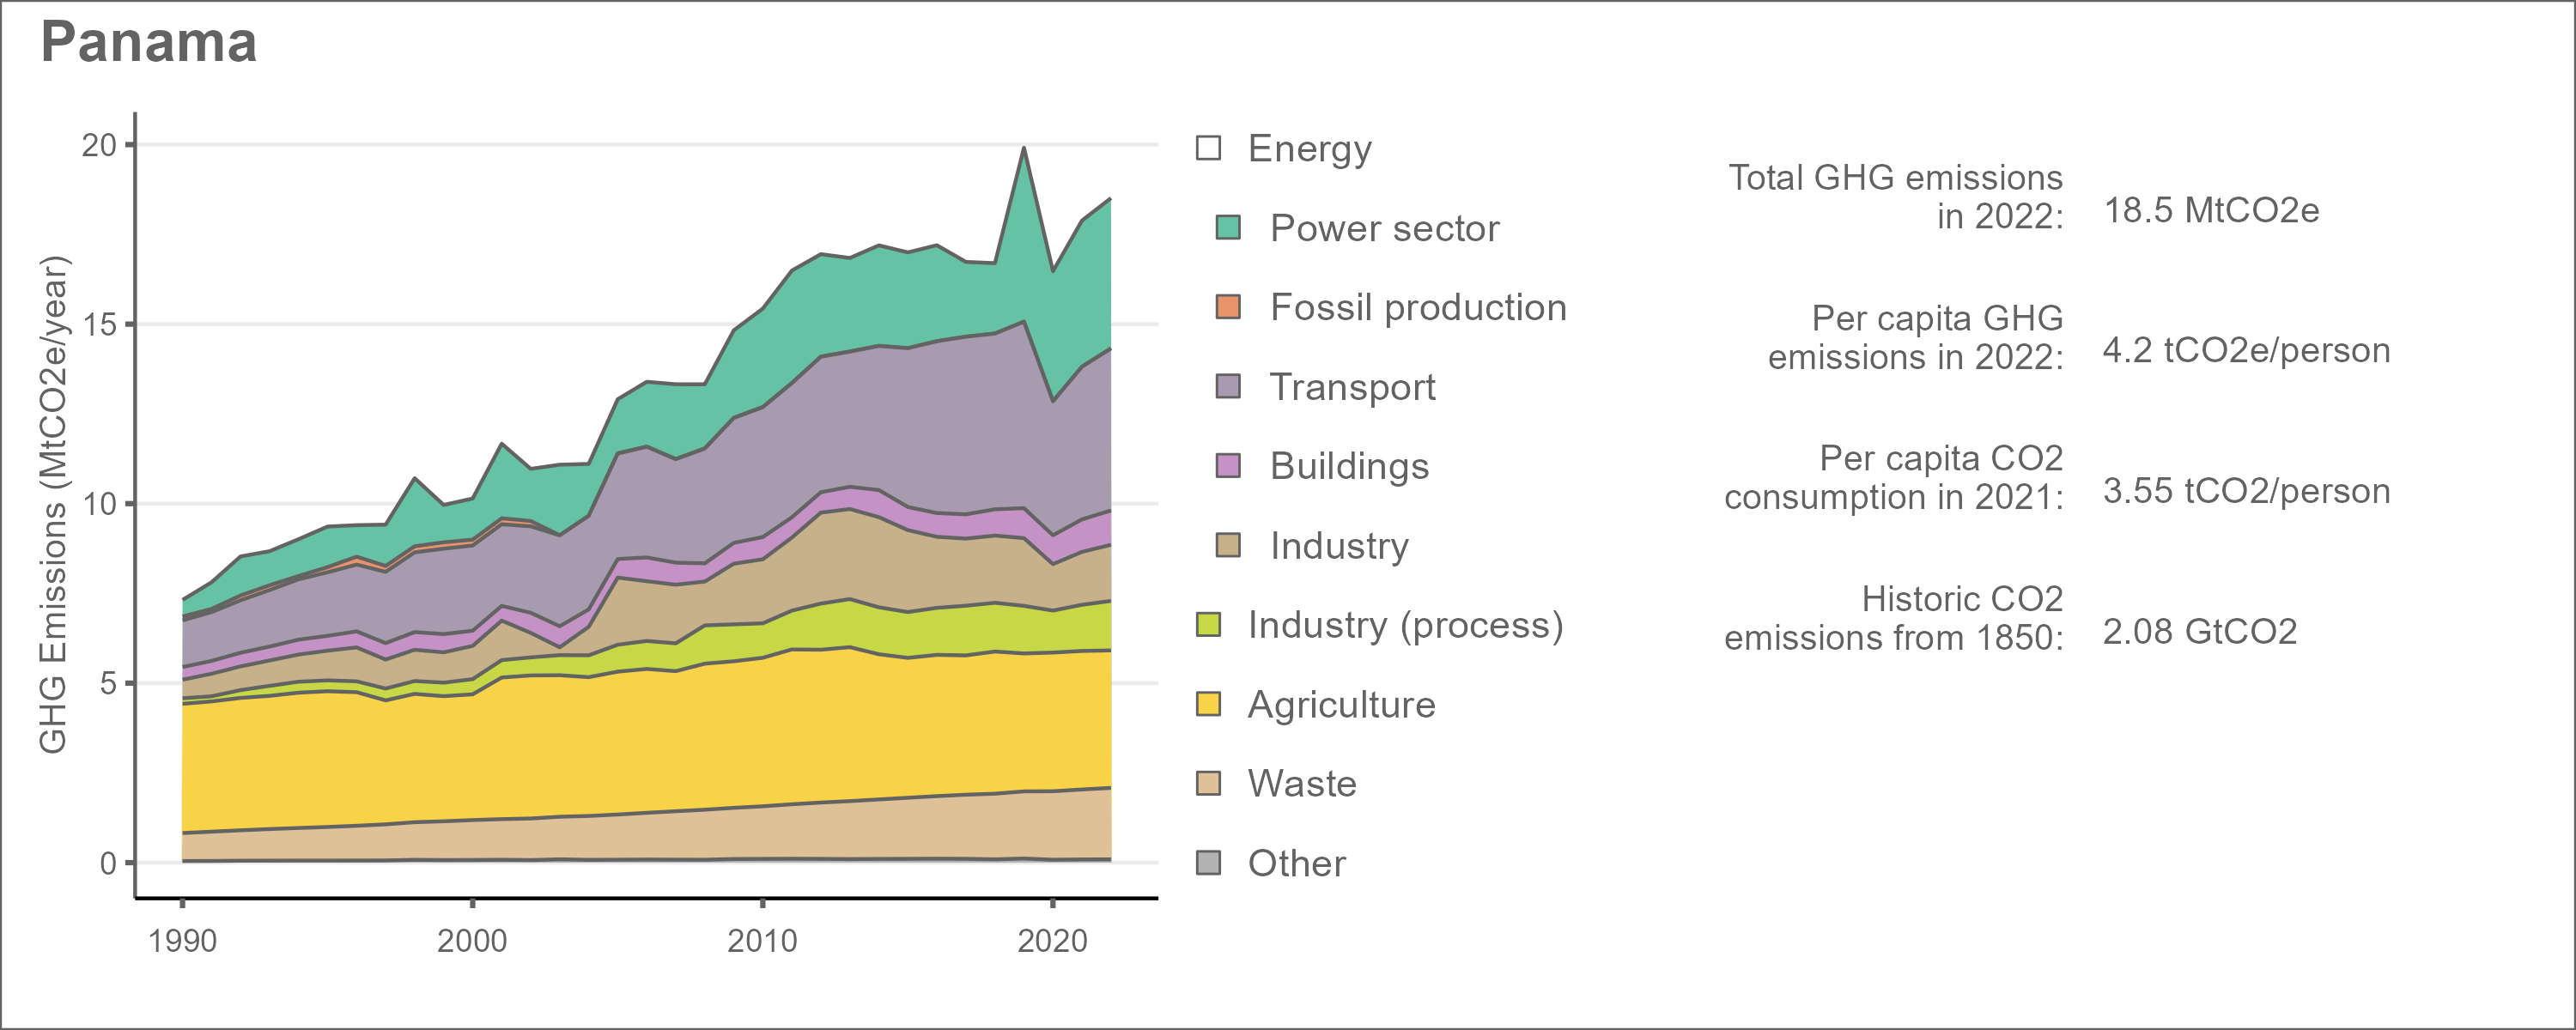 Panama
GHG Emissions (MtCO2e/year)
20
15
10
5
0
1990
2000
2010
2020
Energy
Power sector
Fossil production
Transport
Buildings
Industry
Industry (process)
Agriculture
Waste
Other
Total GHG emissions
in 2022:
18.5 MtCO2e
Per capita GHG
emissions in 2022:
4.2 tCO2e/person
Per capita CO2
consumption in 2021:
3.55 tCO2/person
Historic CO2
emissions from 1850:
2.08 GtCO2